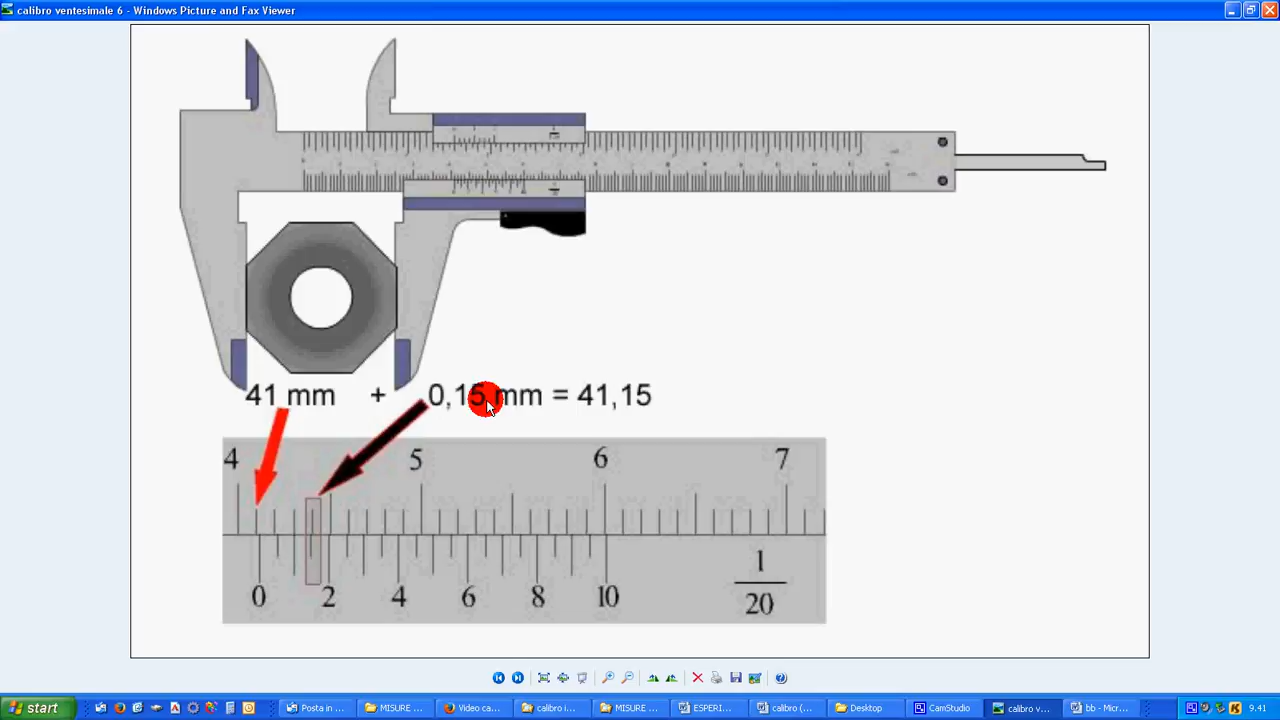 calibro ventesimale 6 - Windows Picture and Fax Viewer
41 mm + 0,15 mm = 41,15
4 5 6 7
0 2 4 6 8 10
1
20
start
Posta in ...
MISURE ...
Video ca...
calibro i...
MISURE ...
ESPERI...
calibro (...
Desktop
CamStudio
calibro v...
bb - Micr...
9.41